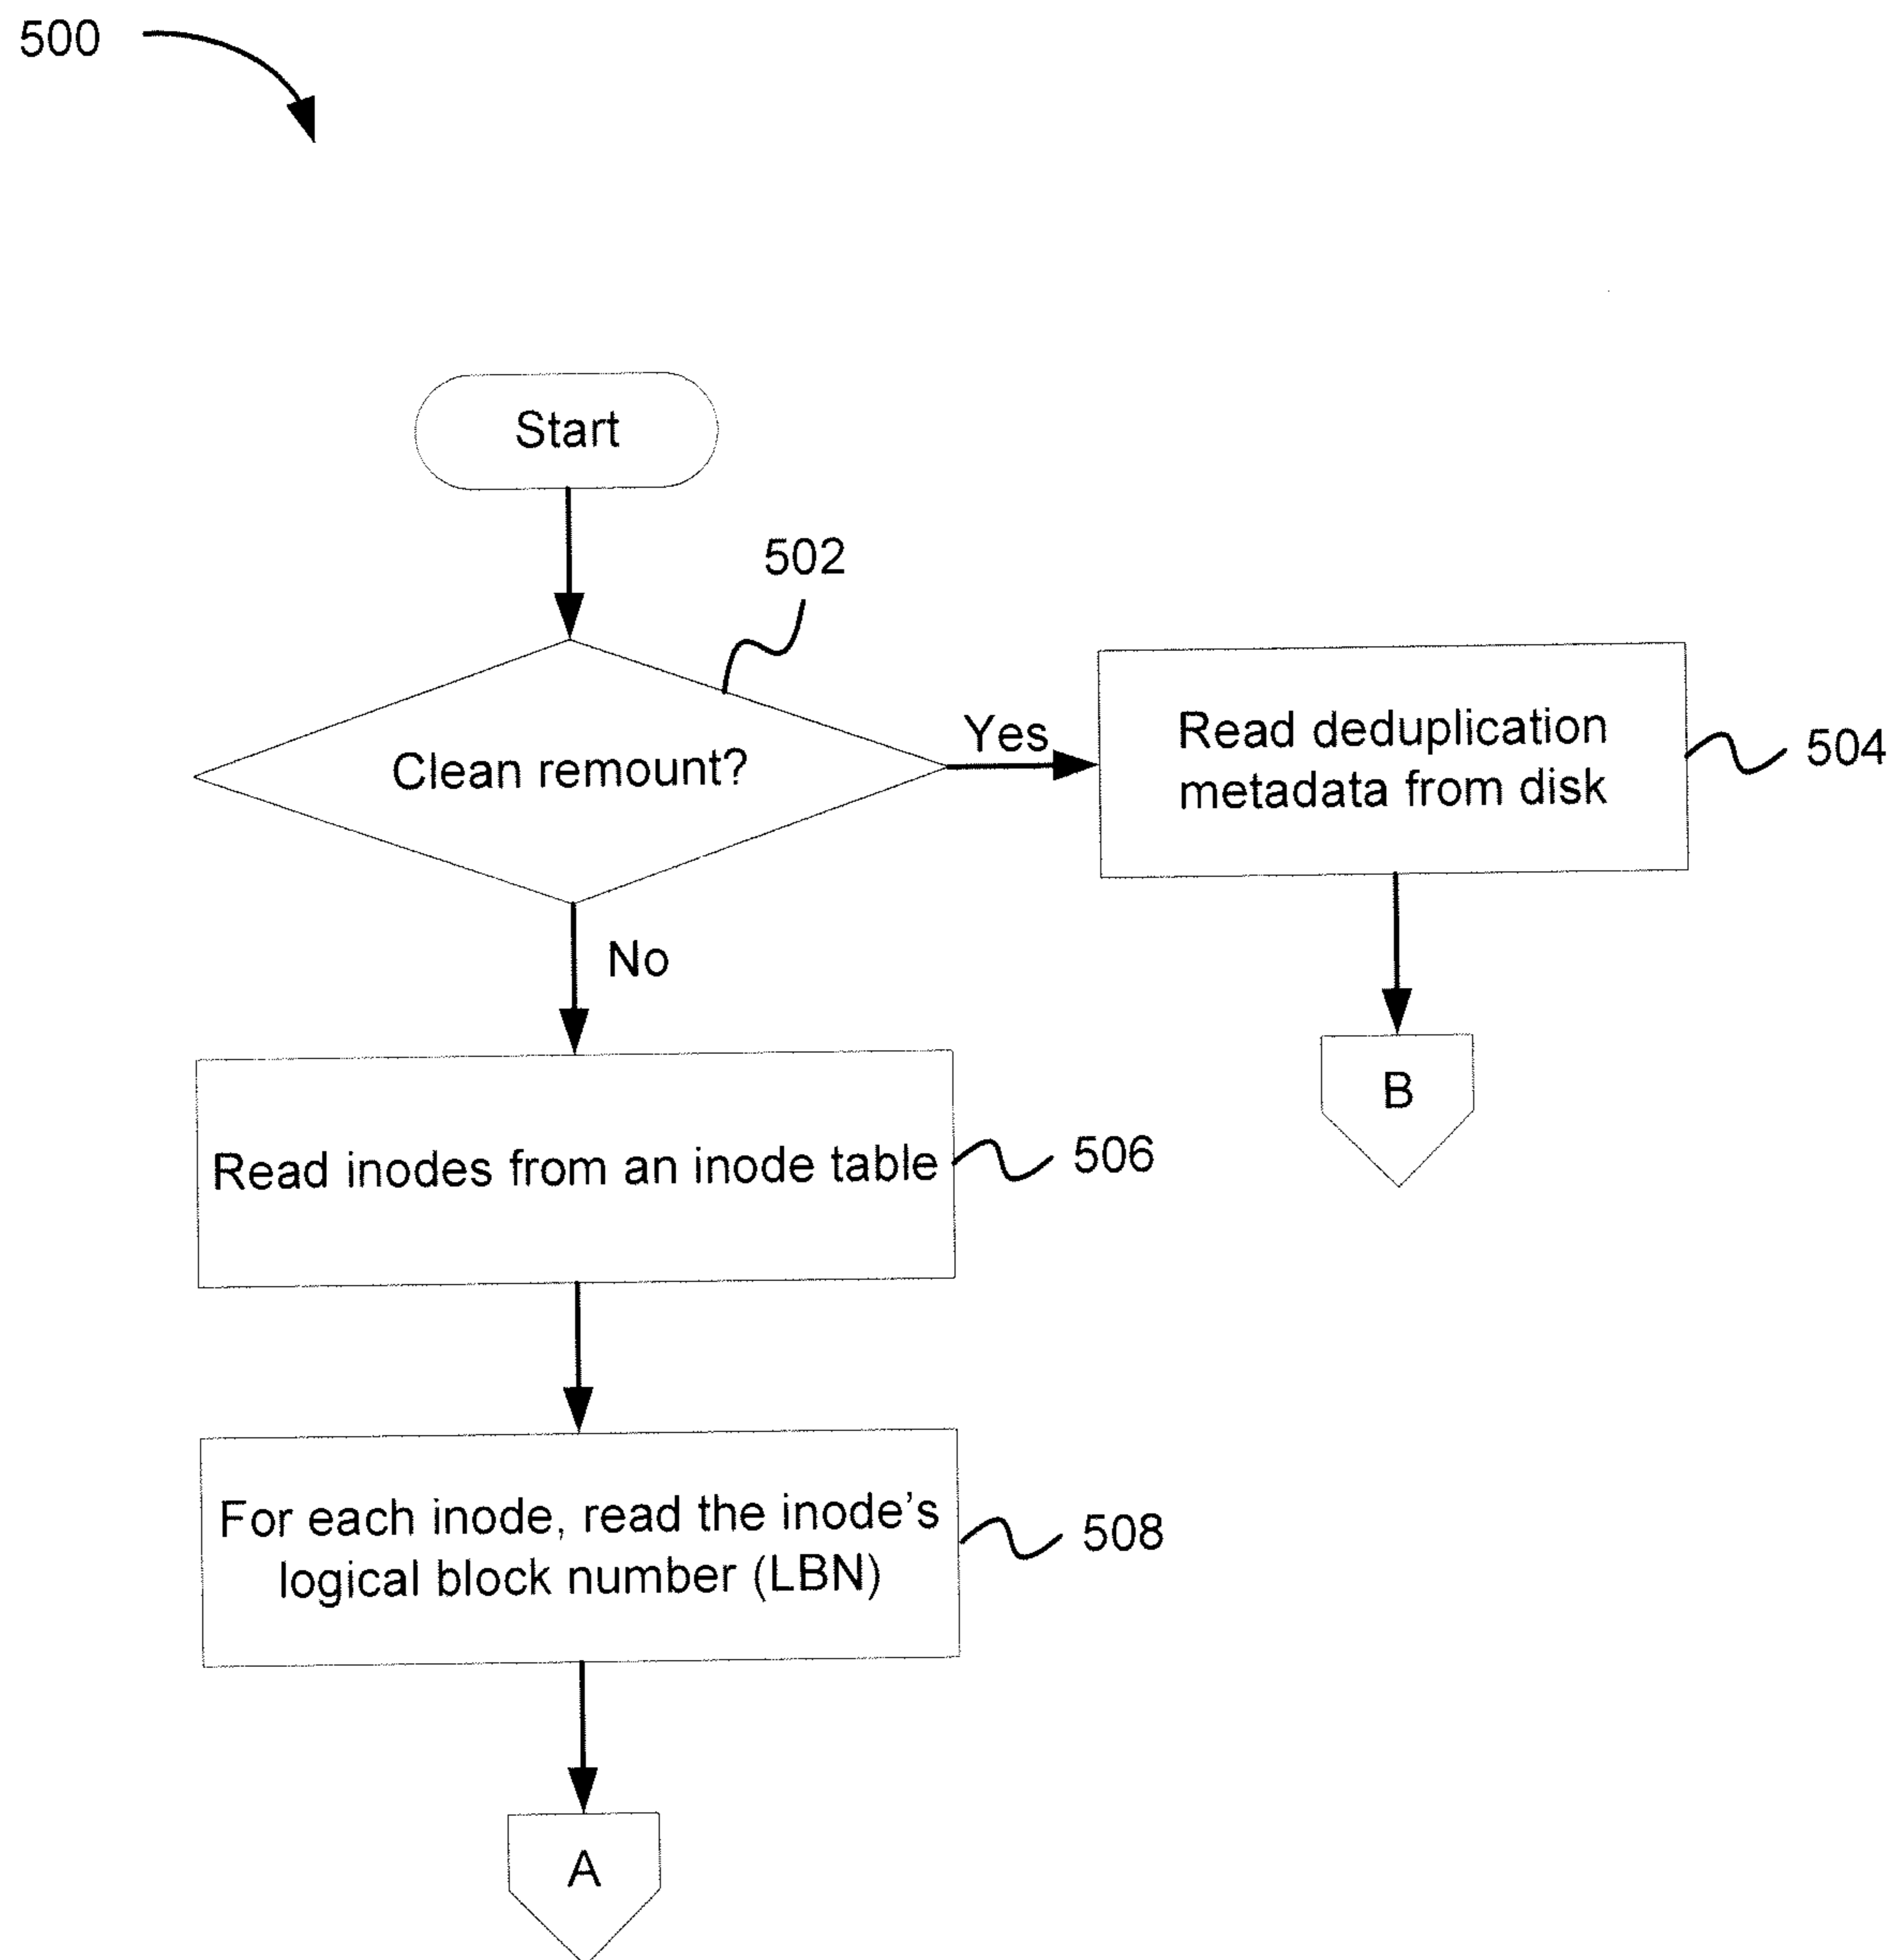 500
Start
502
Clean remount?
Yes
Read deduplication
metadata from disk
504
No
B
Read inodes from an inode table
506
For each inode, read the inode's
logical block number (LBN)
508
A